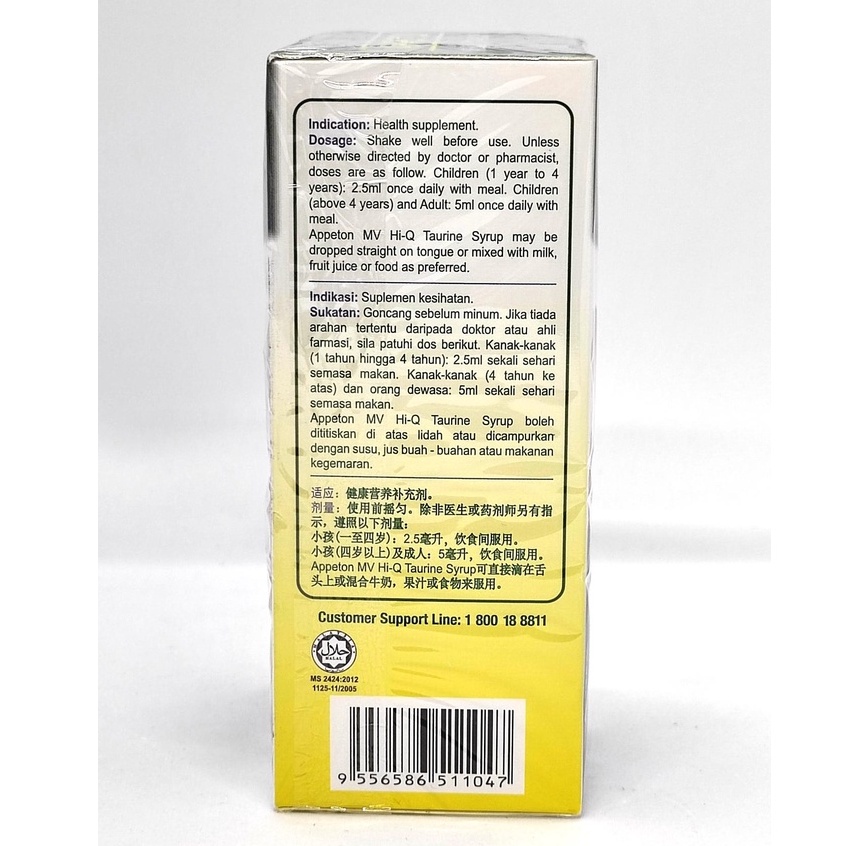 Indication: Health supplement.
Dosage: Shake well before use. Unless
otherwise directed by doctor or pharmacist,
doses are as follow. Children (1 year to 4
years): 2.5ml once daily with meal. Children
(above 4 years) and Adult: 5ml once daily with
meal.
Appeton MV Hi-Q Taurine Syrup may be
dropped straight on tongue or mixed with milk,
fruit juice or food as preferred.
Indikasi: Suplemen kesihatan.
Sukatan: Goncang sebelum minum. Jika tiada
arahan tertentu daripada doktor atau ahli
farmasi, sila patuhi dos berikut. Kanak-kanak
(1 tahun hingga 4 tahun): 2.5ml sekali sehari
semasa makan. Kanak-kanak (4 tahun ke
atas) dan orang dewasa: 5ml sekali sehari
semasa makan.
Appeton MV Hi-Q Taurine Syrup boleh
dititiskan di atas lidah atau dicampurkan
dengan susu, jus buah - buahan atau makanan
kegemaran.
适应：健康营养补充剂。
剂量：使用前摇匀。除非医生或药剂师另有指
示，遵照以下剂量：
小孩(一至四岁)：2.5毫升，饮食间服用。
小孩(四岁以上)及成人：5毫升，饮食间服用。
Appeton MV Hi-Q Taurine Syrup可直接滴在舌
头上或混合牛奶，果汁或食物来服用。
Customer Support Line: 1 800 18 8811
حلال
HALAL
MS 2424:2012
1125-11/2005
9 556586 511047